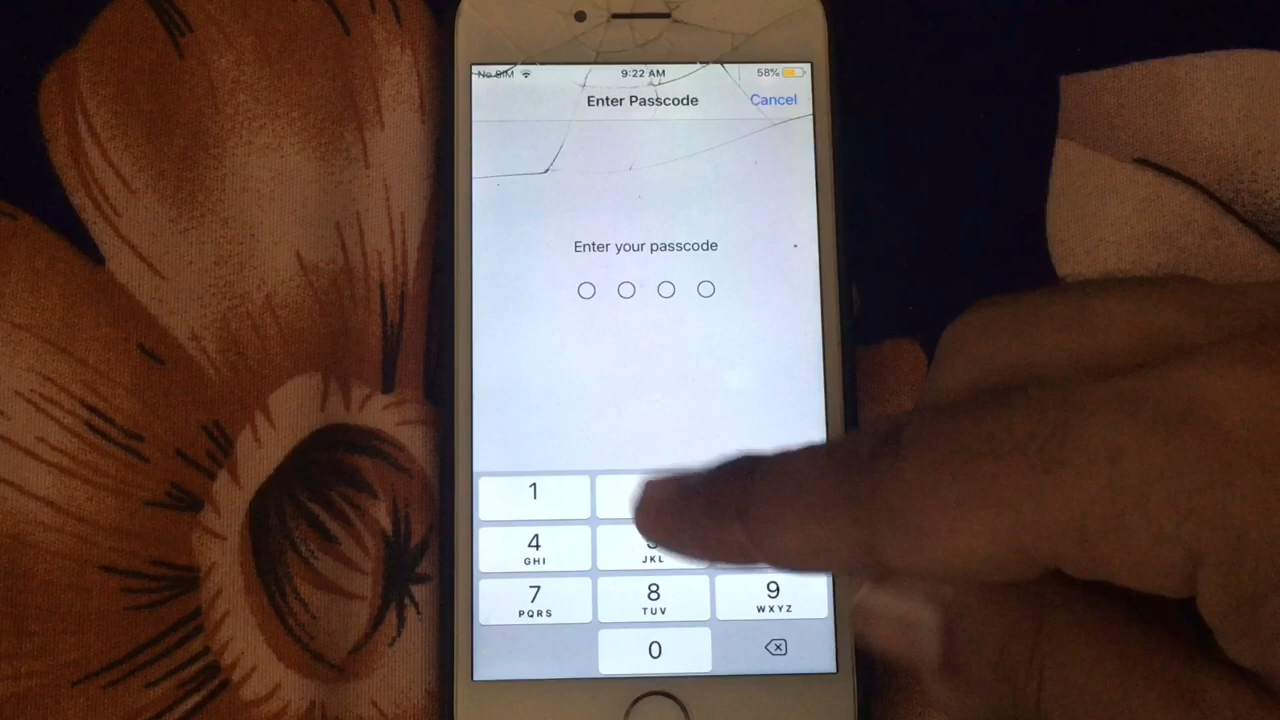 No SIM 9:22 AM 58%
Enter Passcode Cancel
Enter your passcode
1
4
GHI JKL
7 8 9
PQRS TUV WXYZ
0